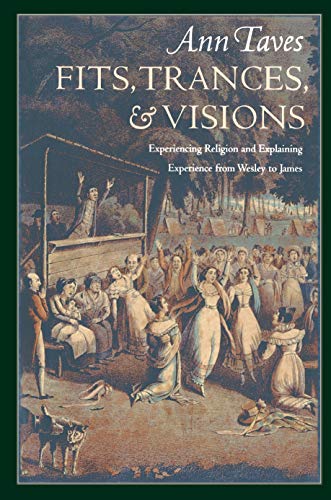 Ann Taves
FITS, TRANCES,
& VISIONS
Experiencing Religion and Explaining
Experience from Wesley to James